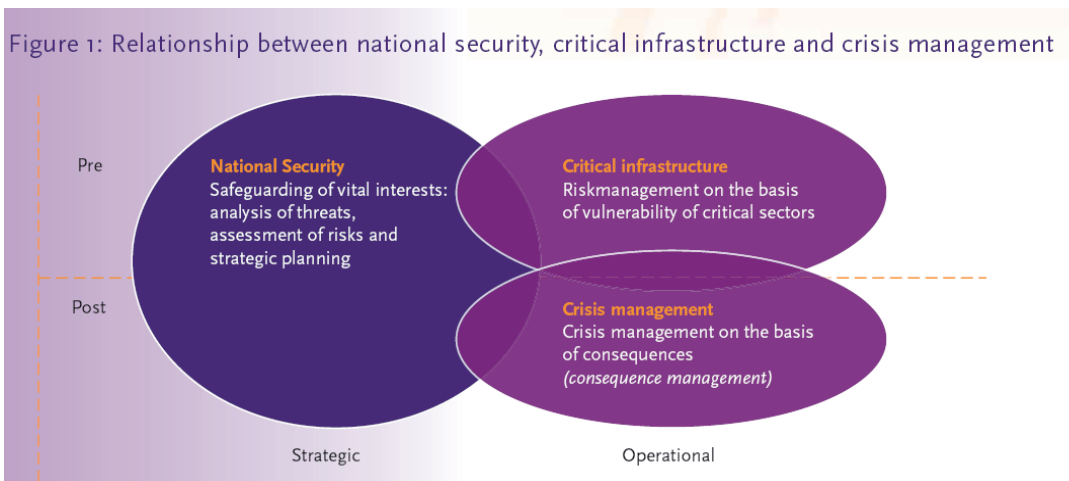 Figure 1: Relationship between national security, critical infrastructure and crisis management
Pre
National Security
Safeguarding of vital interests:
analysis of threats,
assessment of risks and
strategic planning
Critical infrastructure
Riskmanagement on the basis
of vulnerability of critical sectors
Post
Crisis management
Crisis management on the basis
of consequences
(consequence management)
Strategic
Operational